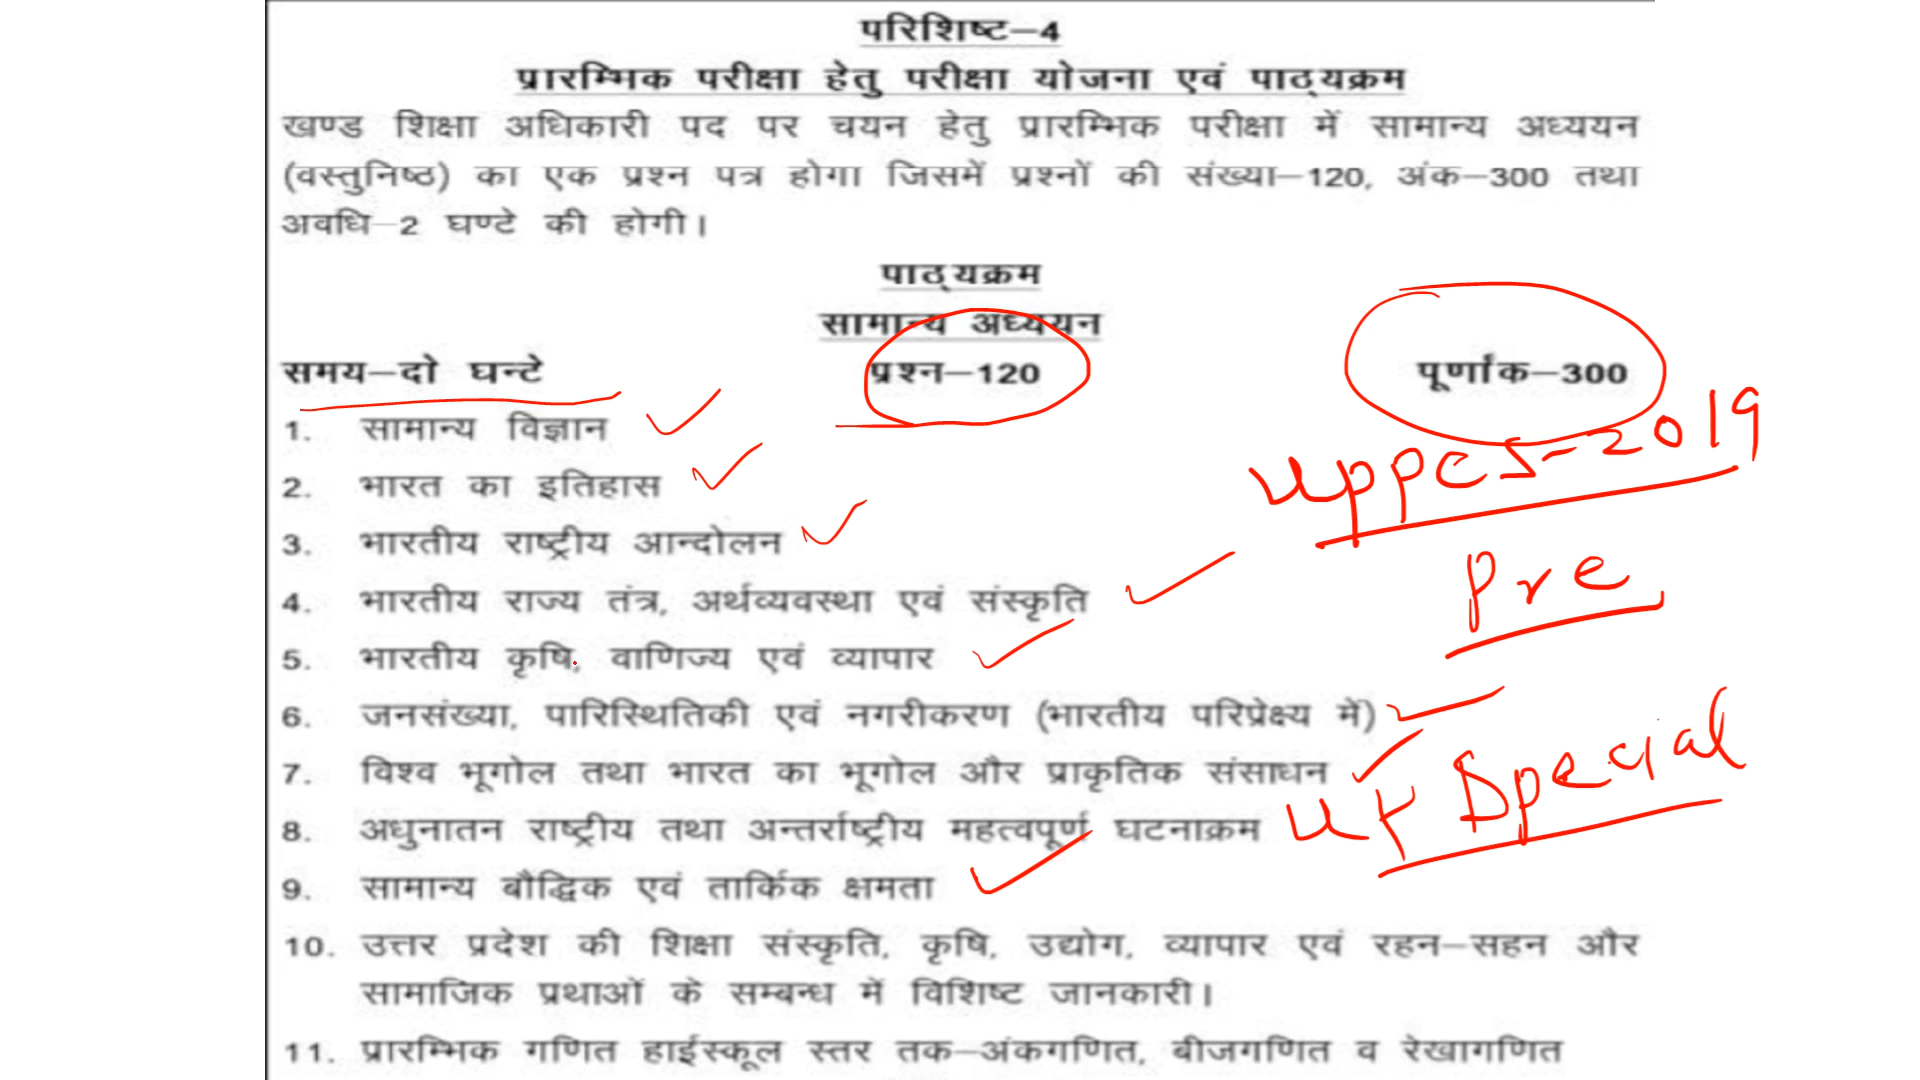 परिशिष्ट–4
प्रारम्भिक परीक्षा हेतु परीक्षा योजना एवं पाठ्यक्रम
खण्ड शिक्षा अधिकारी पद पर चयन हेतु प्रारम्भिक परीक्षा में सामान्य अध्ययन
(वस्तुनिष्ठ) का एक प्रश्न पत्र होगा जिसमें प्रश्नों की संख्या–120, अंक–300 तथा
अवधि–2 घण्टे की होगी।
पाठ्यक्रम
सामान्य अध्ययन
समय–दो घन्टे प्रश्न–120 पूर्णांक–300
1. सामान्य विज्ञान
UPPCS-2019
2. भारत का इतिहास
3. भारतीय राष्ट्रीय आन्दोलन
Pre
4. भारतीय राज्य तंत्र, अर्थव्यवस्था एवं संस्कृति
5. भारतीय कृषि, वाणिज्य एवं व्यापार
6. जनसंख्या, पारिस्थितिकी एवं नगरीकरण (भारतीय परिप्रेक्ष्य में)
7. विश्व भूगोल तथा भारत का भूगोल और प्राकृतिक संसाधन
UP Special
8. अधुनातन राष्ट्रीय तथा अन्तर्राष्ट्रीय महत्वपूर्ण घटनाक्रम
9. सामान्य बौद्धिक एवं तार्किक क्षमता
10. उत्तर प्रदेश की शिक्षा संस्कृति, कृषि, उद्योग, व्यापार एवं रहन–सहन और
सामाजिक प्रथाओं के सम्बन्ध में विशिष्ट जानकारी।
11. प्रारम्भिक गणित हाईस्कूल स्तर तक–अंकगणित, बीजगणित व रेखागणित